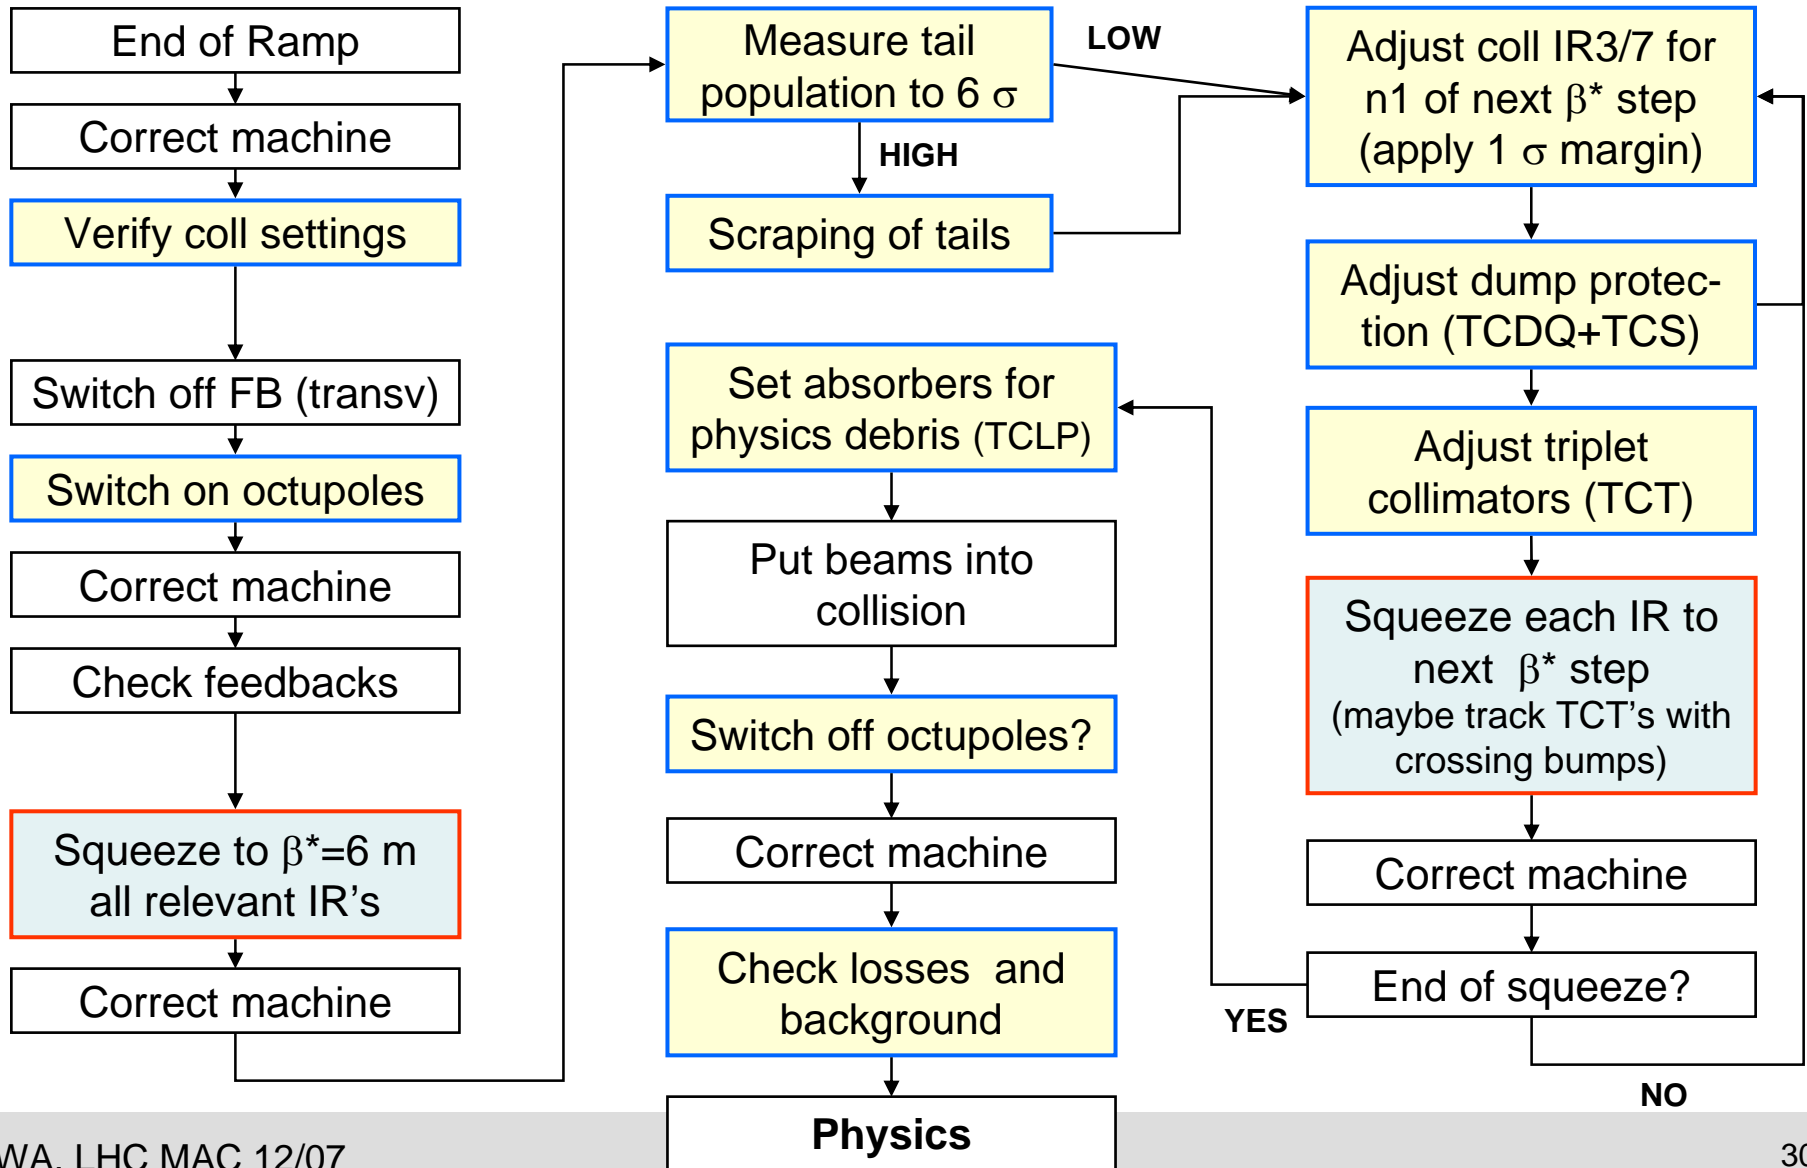 End of Ramp
Correct machine
Verify coll settings
Switch off FB (transv)
Switch on octupoles
Correct machine
Check feedbacks
Squeeze to β*=6 m
all relevant IR's
Correct machine
Measure tail
population to 6 σ
LOW
HIGH
Scraping of tails
Set absorbers for
physics debris (TCLP)
Put beams into
collision
Switch off octupoles?
Correct machine
Check losses and
background
Physics
Adjust coll IR3/7 for
n1 of next β* step
(apply 1 σ margin)
Adjust dump protec-
tion (TCDQ+TCS)
Adjust triplet
collimators (TCT)
Squeeze each IR to
next β* step
(maybe track TCT's with
crossing bumps)
Correct machine
End of squeeze?
YES
NO
WA, LHC MAC 12/07
30